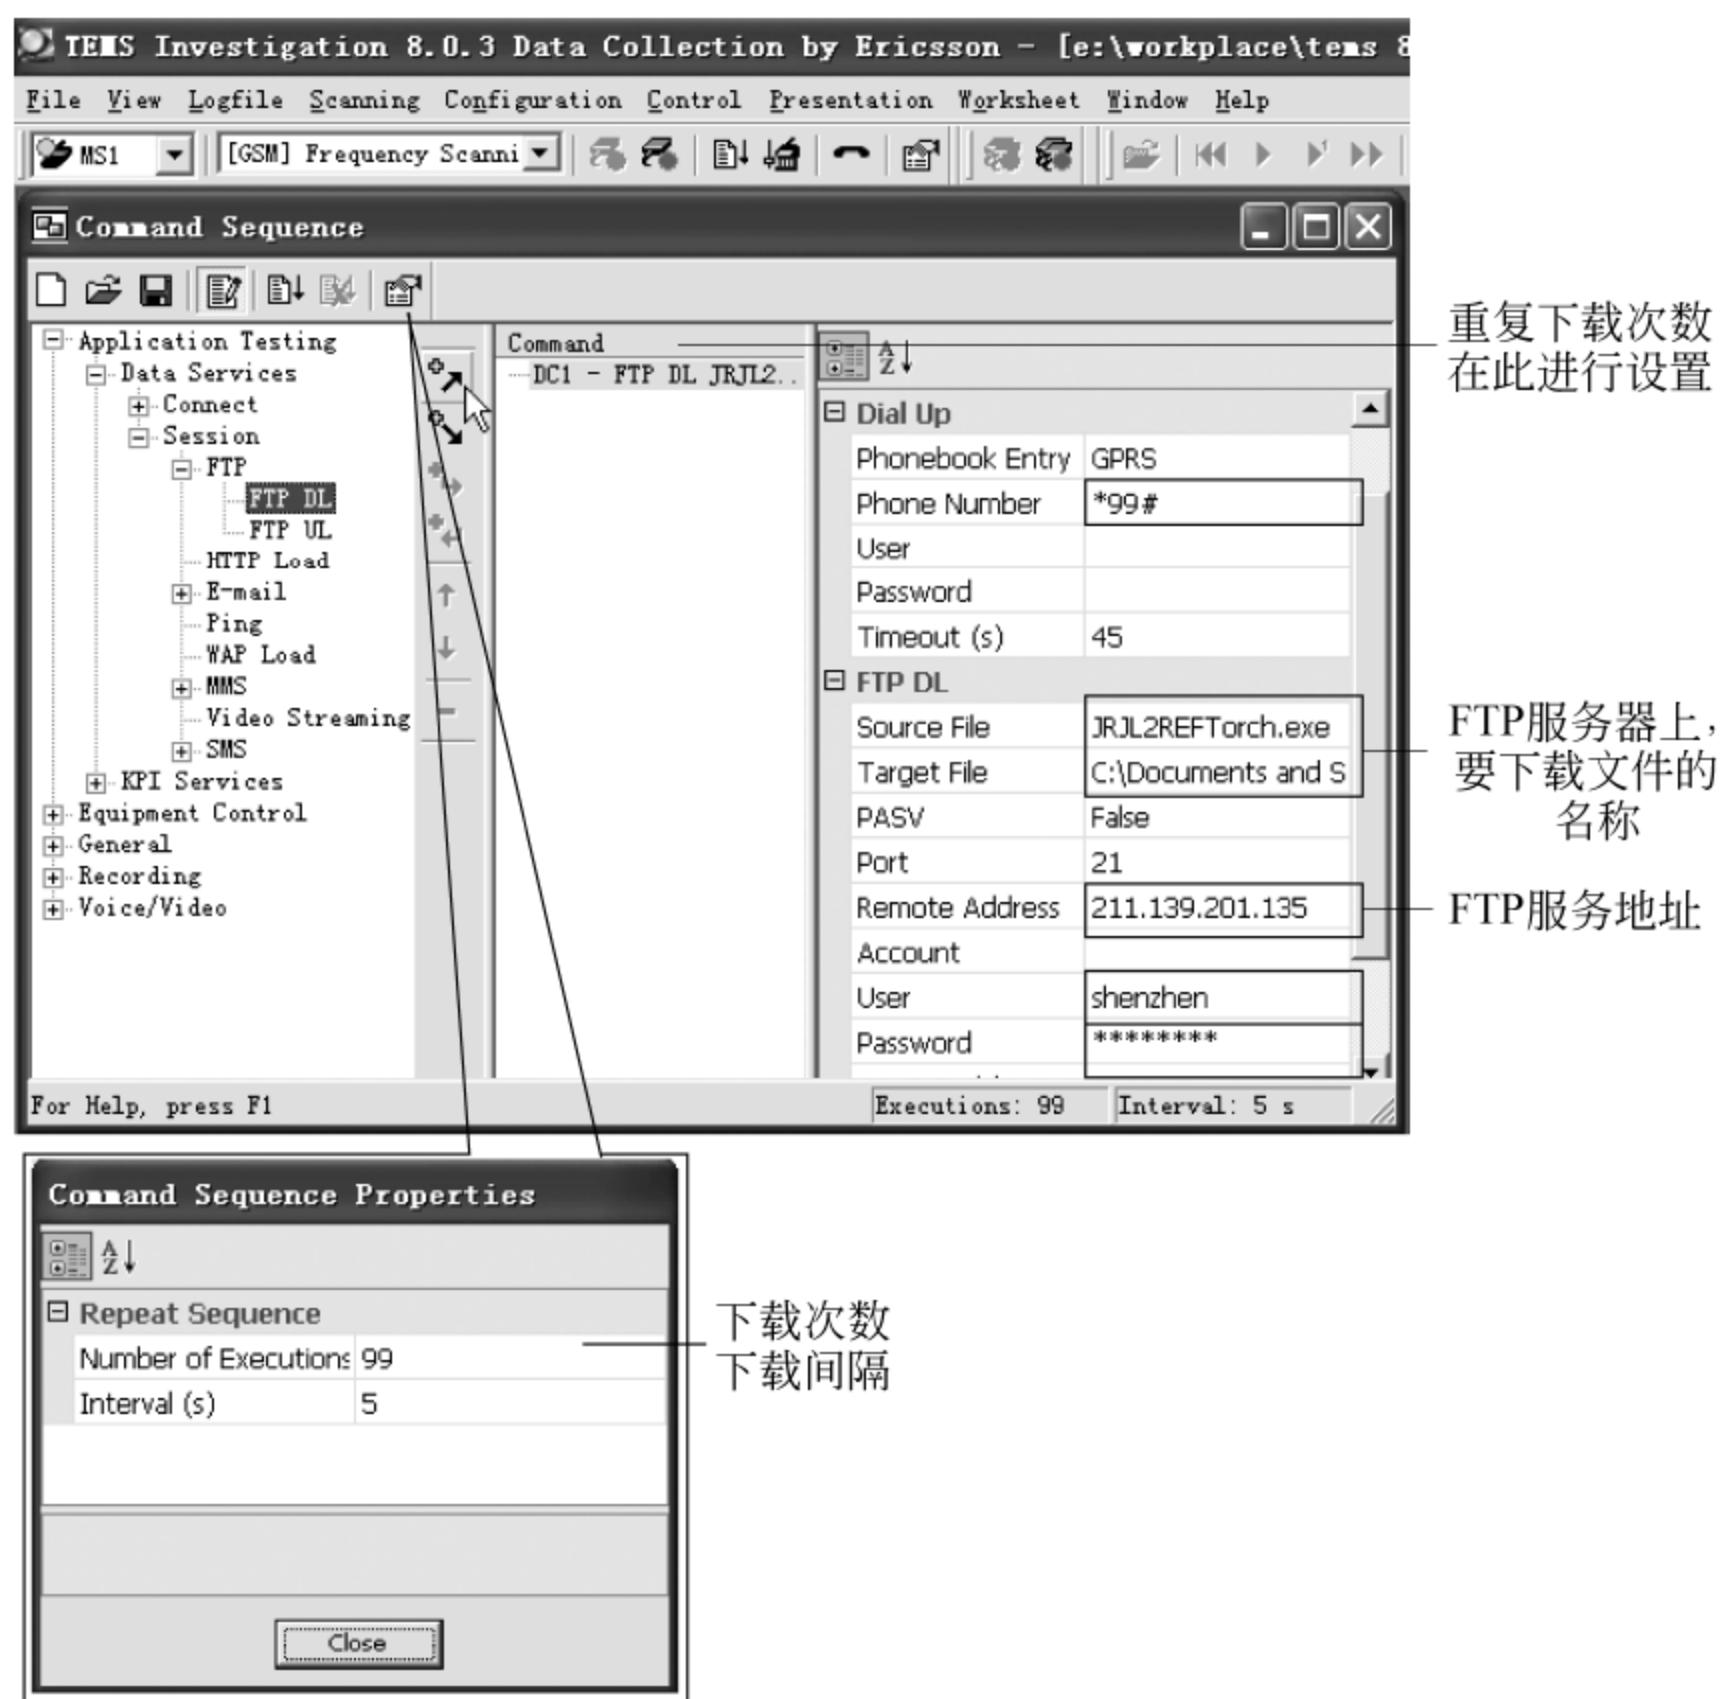 TEMS Investigation 8.0.3 Data Collection by Ericsson - [e:\workplace\tems 8
File View Logfile Scanning Configuration Control Presentation Worksheet Window Help
MS1 [GSM] Frequency Scanni
Command Sequence
Application Testing
Data Services
Connect
Session
FTP
FTP DL
FTP UL
HTTP Load
E-mail
Ping
WAP Load
MMS
Video Streaming
SMS
KPI Services
Equipment Control
General
Recording
Voice/Video
Command
DC1 - FTP DL JRJL2..
Dial Up
Phonebook Entry GPRS
Phone Number *99#
User
Password
Timeout (s) 45
FTP DL
Source File JRJL2REFTorch.exe
Target File C:\Documents and S
PASV False
Port 21
Remote Address 211.139.201.135
Account
User shenzhen
Password ********
For Help, press F1 Executions: 99 Interval: 5 s
重复下载次数
在此进行设置
FTP服务器上,
要下载文件的
名称
FTP服务地址
Command Sequence Properties
Repeat Sequence
Number of Executions 99
Interval (s) 5
Close
下载次数
下载间隔